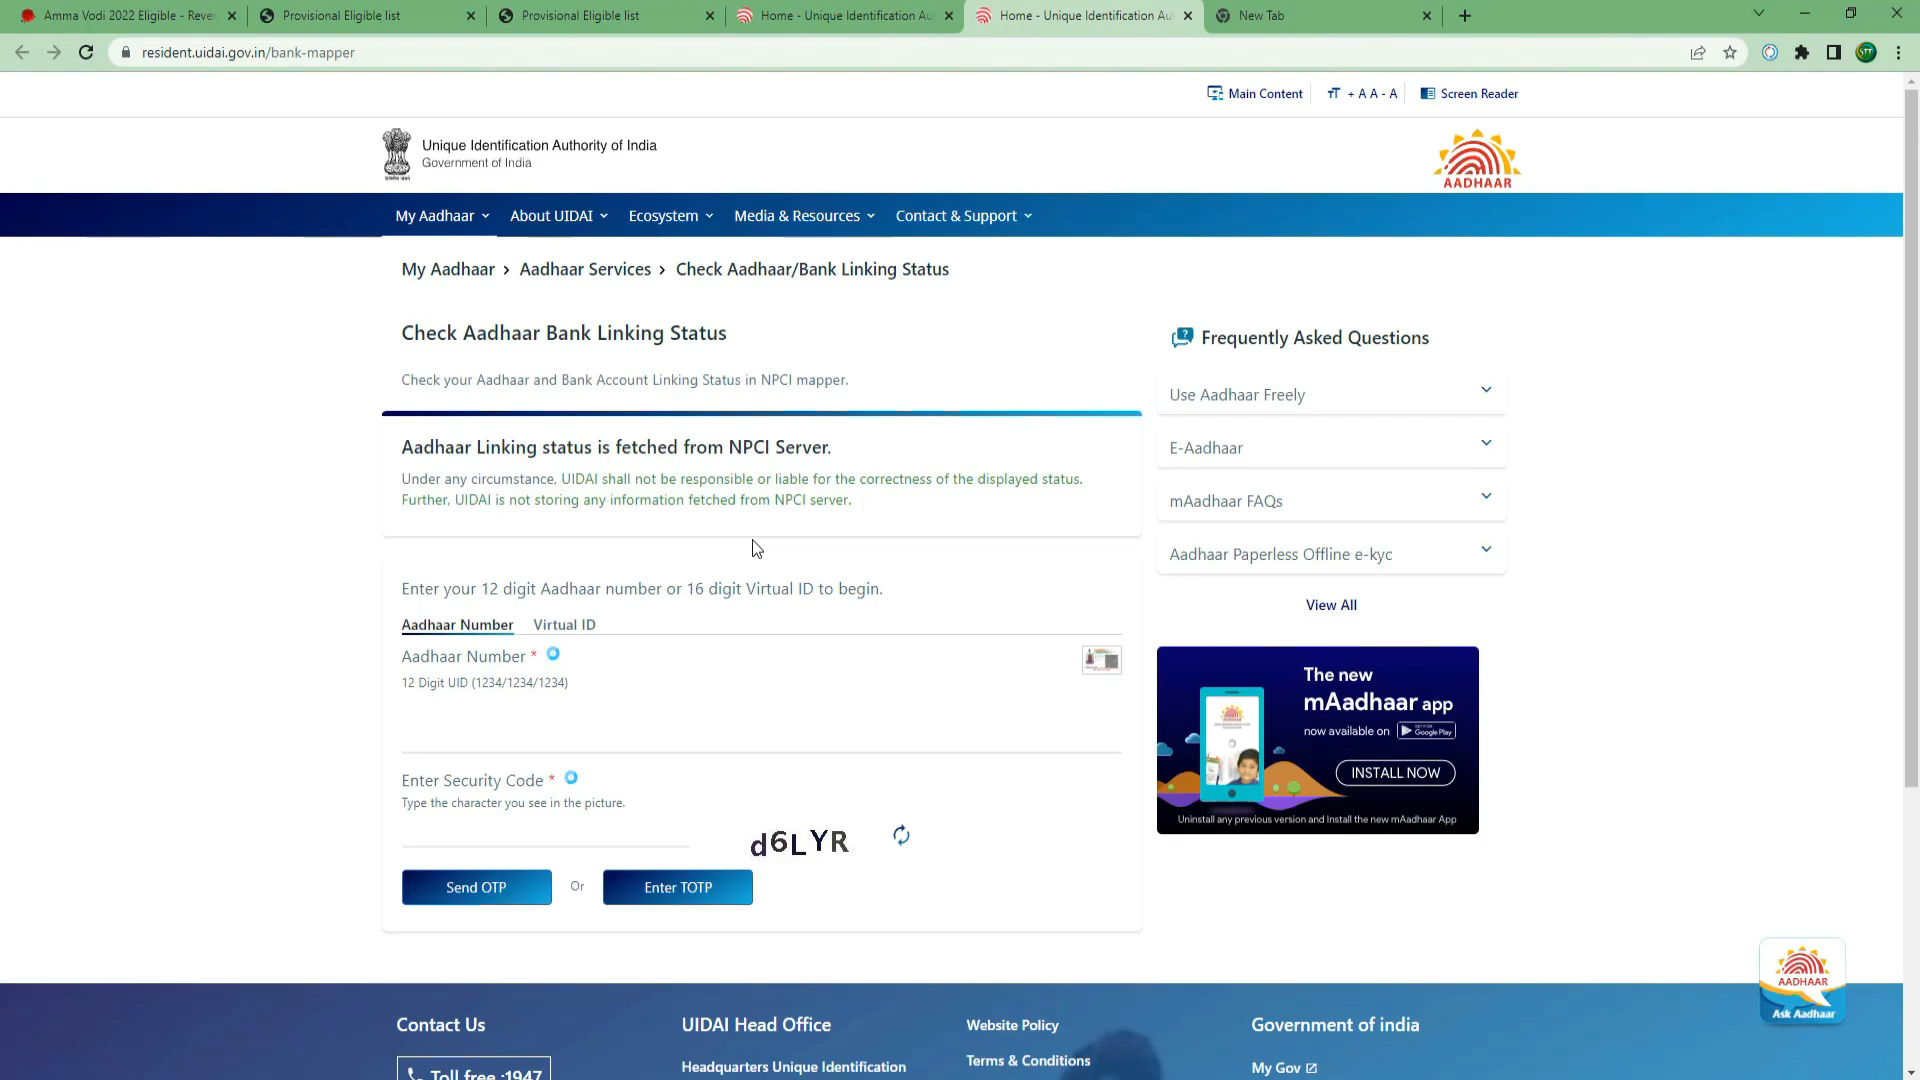 Amma Vodi 2022 Eligible - Reve
Provisional Eligible list
Provisional Eligible list
Home - Unique Identification Au
Home - Unique Identification Au
New Tab
resident.uidai.gov.in/bank-mapper
Main Content
+ A A - A
Screen Reader
Unique Identification Authority of India
Government of India
AADHAAR
My Aadhaar
About UIDAI
Ecosystem
Media & Resources
Contact & Support
My Aadhaar > Aadhaar Services > Check Aadhaar/Bank Linking Status
Check Aadhaar Bank Linking Status
Check your Aadhaar and Bank Account Linking Status in NPCI mapper.
Aadhaar Linking status is fetched from NPCI Server.
Under any circumstance, UIDAI shall not be responsible or liable for the correctness of the displayed status.
Further, UIDAI is not storing any information fetched from NPCI server.
Enter your 12 digit Aadhaar number or 16 digit Virtual ID to begin.
Aadhaar Number
Virtual ID
Aadhaar Number *
12 Digit UID (1234/1234/1234)
Enter Security Code *
Type the character you see in the picture.
d6LYR
Send OTP
Or
Enter TOTP
Frequently Asked Questions
Use Aadhaar Freely
E-Aadhaar
mAadhaar FAQs
Aadhaar Paperless Offline e-kyc
View All
The new
mAadhaar app
now available on
GET IT ON
Google Play
INSTALL NOW
Uninstall any previous version and Install the new mAadhaar App
AADHAAR
Ask Aadhaar
Contact Us
Toll free :1947
UIDAI Head Office
Headquarters Unique Identification
Website Policy
Terms & Conditions
Government of india
My Gov